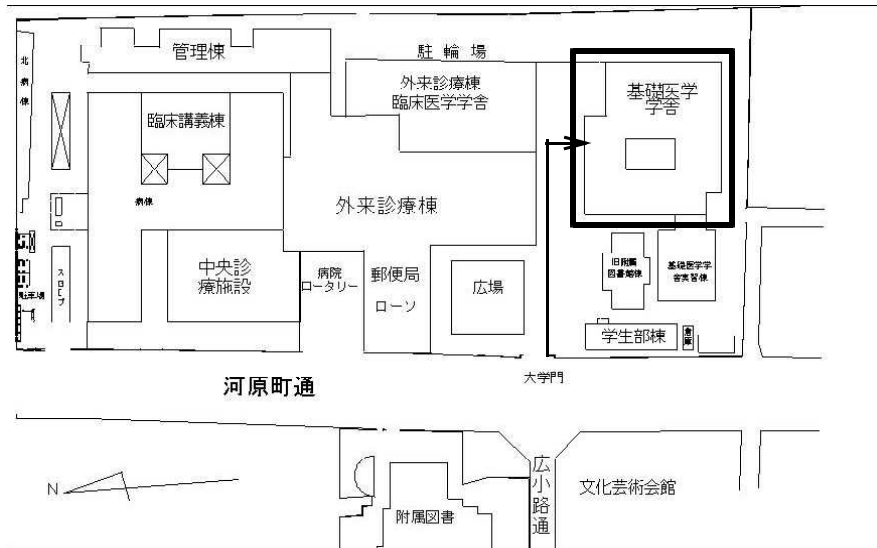 管理棟
駐輪場
北病棟
外来診療棟
臨床医学学舎
基礎医学
学舎
臨床講義棟
病棟
外来診療棟
中央診
療施設
病院
ロータリー
郵便局
ローソ
広場
旧附属
図書館棟
基礎医学学
舎実習棟
スロープ
駐車場
学生部棟
倉庫
大学門
河原町通
N
広小路通
文化芸術会館
附属図書